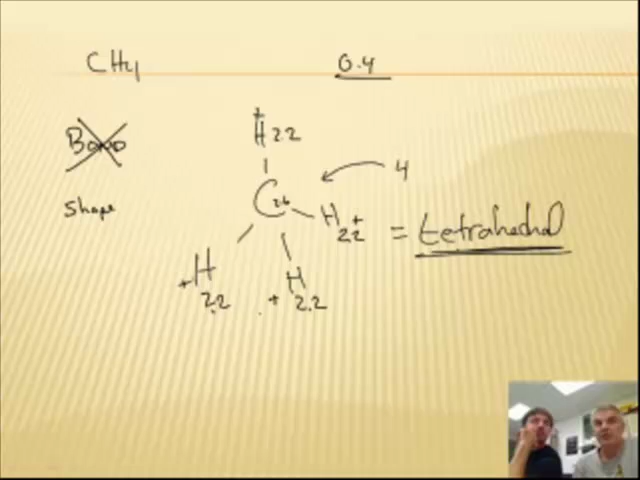 CH4
0.4
Bond
+
H 2.2
4
C 2.6
shape
H +
2.2
= tetrahedral
+ H
2.2
H
+ 2.2